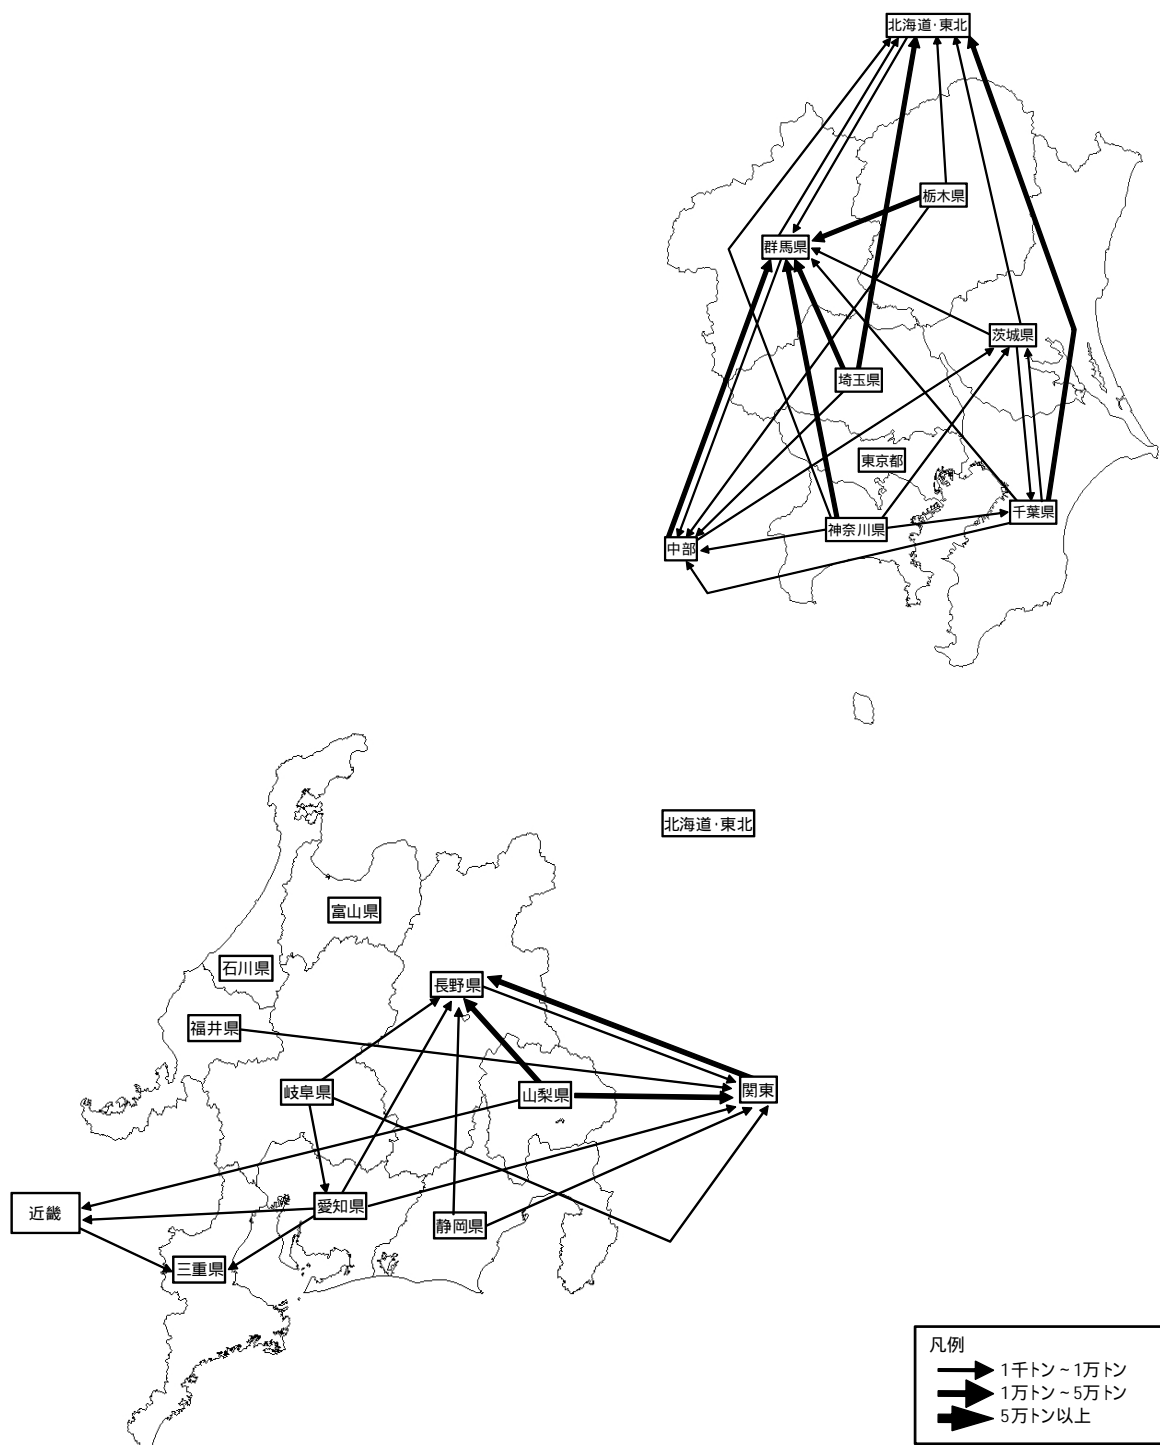 北海道･東北
栃木県
群馬県
茨城県
埼玉県
東京都
千葉県
神奈川県
中部
北海道･東北
富山県
石川県
長野県
福井県
関東
岐阜県
山梨県
愛知県
近畿
静岡県
三重県
凡例
1千トン～1万トン
1万トン～5万トン
5万トン以上